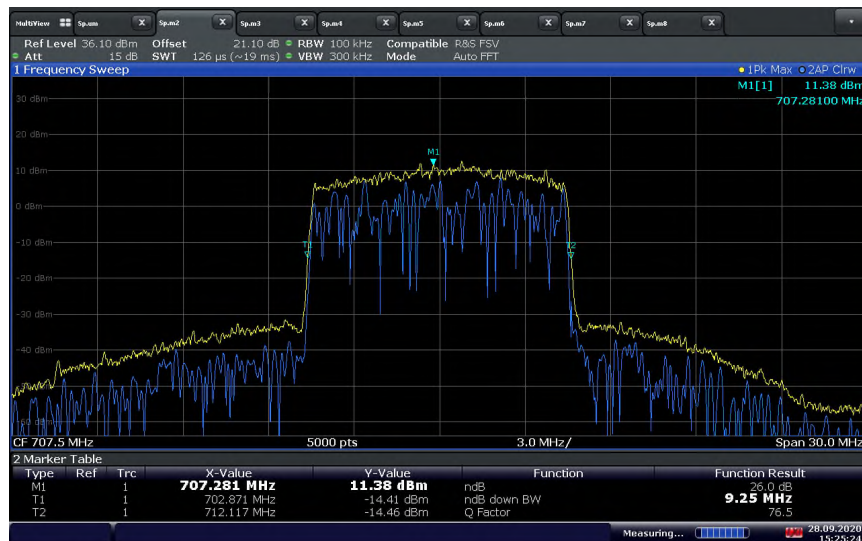 MultiView Sp.um X Sp.m2 X Sp.m3 X Sp.m4 X Sp.m5 X Sp.m6 X Sp.m7 X Sp.m8 X
Ref Level 36.10 dBm Offset 21.10 dB RBW 100 kHz Compatible R&S FSV
Att 15 dB SWT 126 µs (~19 ms) VBW 300 kHz Mode Auto FFT
1 Frequency Sweep 1Pk Max 2AP Clrw
M1[1] 11.38 dBm
707.28100 MHz
30 dBm
20 dBm
M1
10 dBm
0 dBm
T1 T2
-10 dBm
-20 dBm
-30 dBm
-40 dBm
-60 dBm
CF 707.5 MHz 5000 pts 3.0 MHz/ Span 30.0 MHz
2 Marker Table
Type Ref Trc X-Value Y-Value Function Function Result
M1 1 707.281 MHz 11.38 dBm ndB 26.0 dB
T1 1 702.871 MHz -14.41 dBm ndB down BW 9.25 MHz
T2 1 712.117 MHz -14.46 dBm Q Factor 76.5
Measuring... 28.09.2020
15:25:24